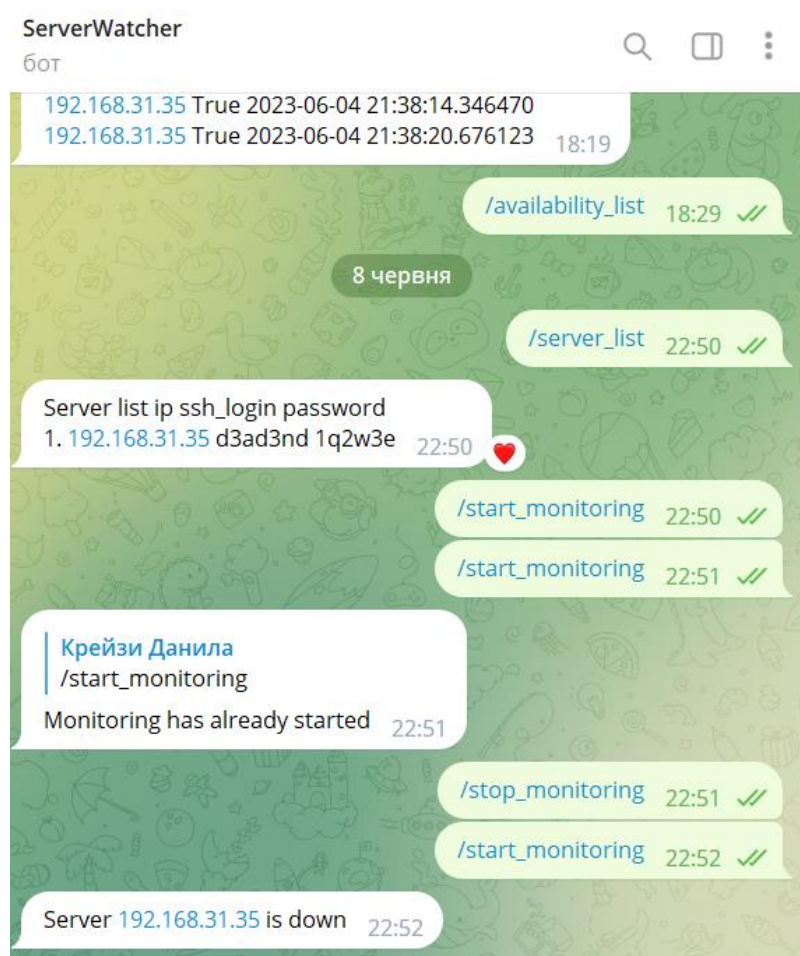 ServerWatcher
бот
192.168.31.35 True 2023-06-04 21:38:14.346470
192.168.31.35 True 2023-06-04 21:38:20.676123 18:19
/availability_list 18:29
8 червня
/server_list 22:50
Server list ip ssh_login password
1. 192.168.31.35 d3ad3nd 1q2w3e 22:50
/start_monitoring 22:50
/start_monitoring 22:51
Крейзи Данила
/start_monitoring
Monitoring has already started 22:51
/stop_monitoring 22:51
/start_monitoring 22:52
Server 192.168.31.35 is down 22:52